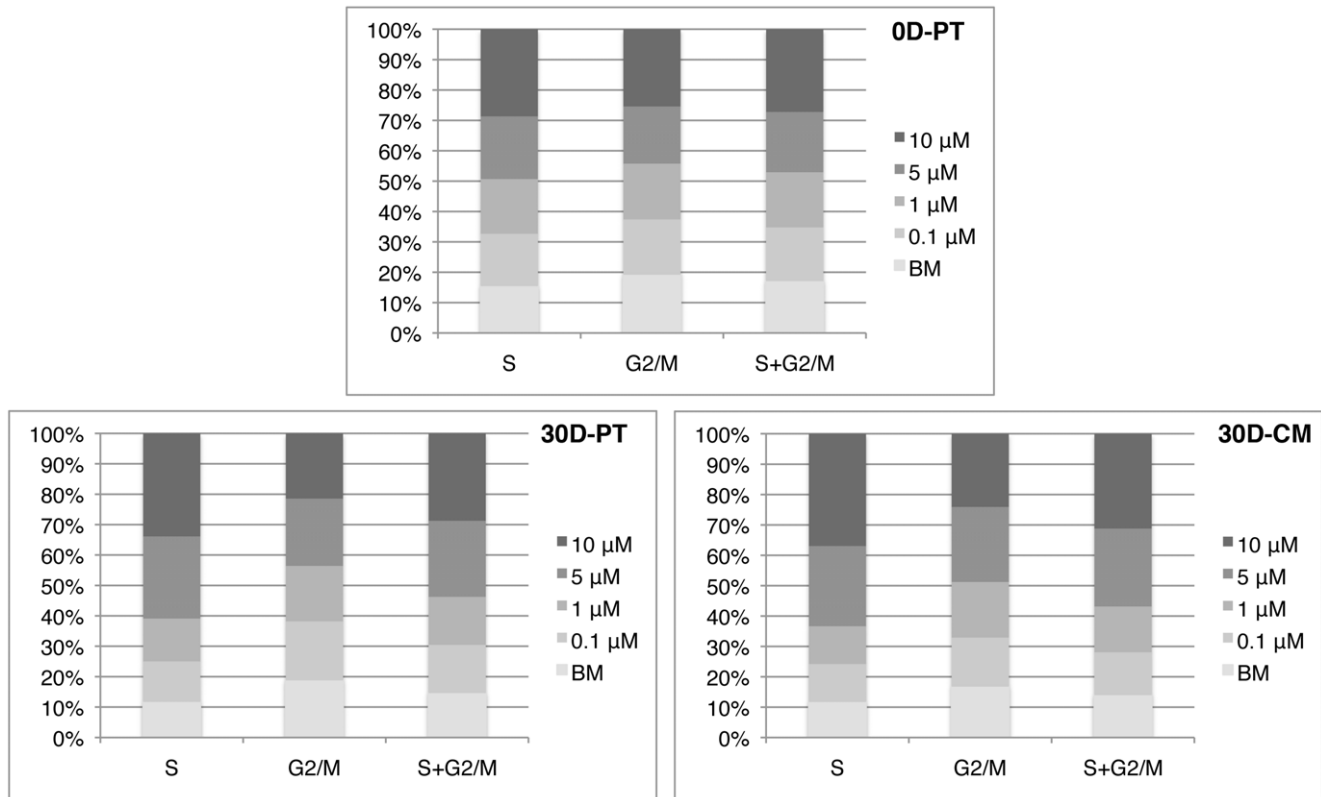 0D-PT
100%
90%
80%
70%
60%
50%
40%
30%
20%
10%
0%
S G2/M S+G2/M
10 µM
5 µM
1 µM
0.1 µM
BM
30D-PT
100%
90%
80%
70%
60%
50%
40%
30%
20%
10%
0%
S G2/M S+G2/M
10 µM
5 µM
1 µM
0.1 µM
BM
30D-CM
100%
90%
80%
70%
60%
50%
40%
30%
20%
10%
0%
S G2/M S+G2/M
10 µM
5 µM
1 µM
0.1 µM
BM